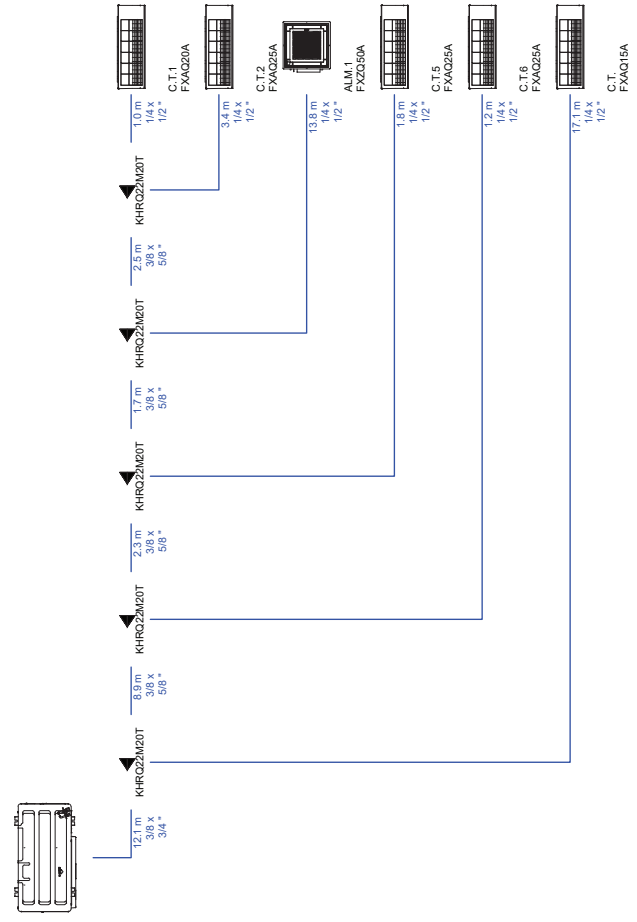 12.1 m
3/8 x
3/4 "
KHRQ22M20T
8.9 m
3/8 x
5/8 "
KHRQ22M20T
2.3 m
3/8 x
5/8 "
KHRQ22M20T
1.7 m
3/8 x
5/8 "
KHRQ22M20T
2.5 m
3/8 x
5/8 "
KHRQ22M20T
1.0 m
1/4 x
1/2 "
C.T.1
FXAQ20A
3.4 m
1/4 x
1/2 "
C.T.2
FXAQ25A
13.8 m
1/4 x
1/2 "
ALM.1
FXZQ50A
1.8 m
1/4 x
1/2 "
C.T.5
FXAQ25A
1.2 m
1/4 x
1/2 "
C.T.6
FXAQ25A
17.1 m
1/4 x
1/2 "
C.T.
FXAQ15A